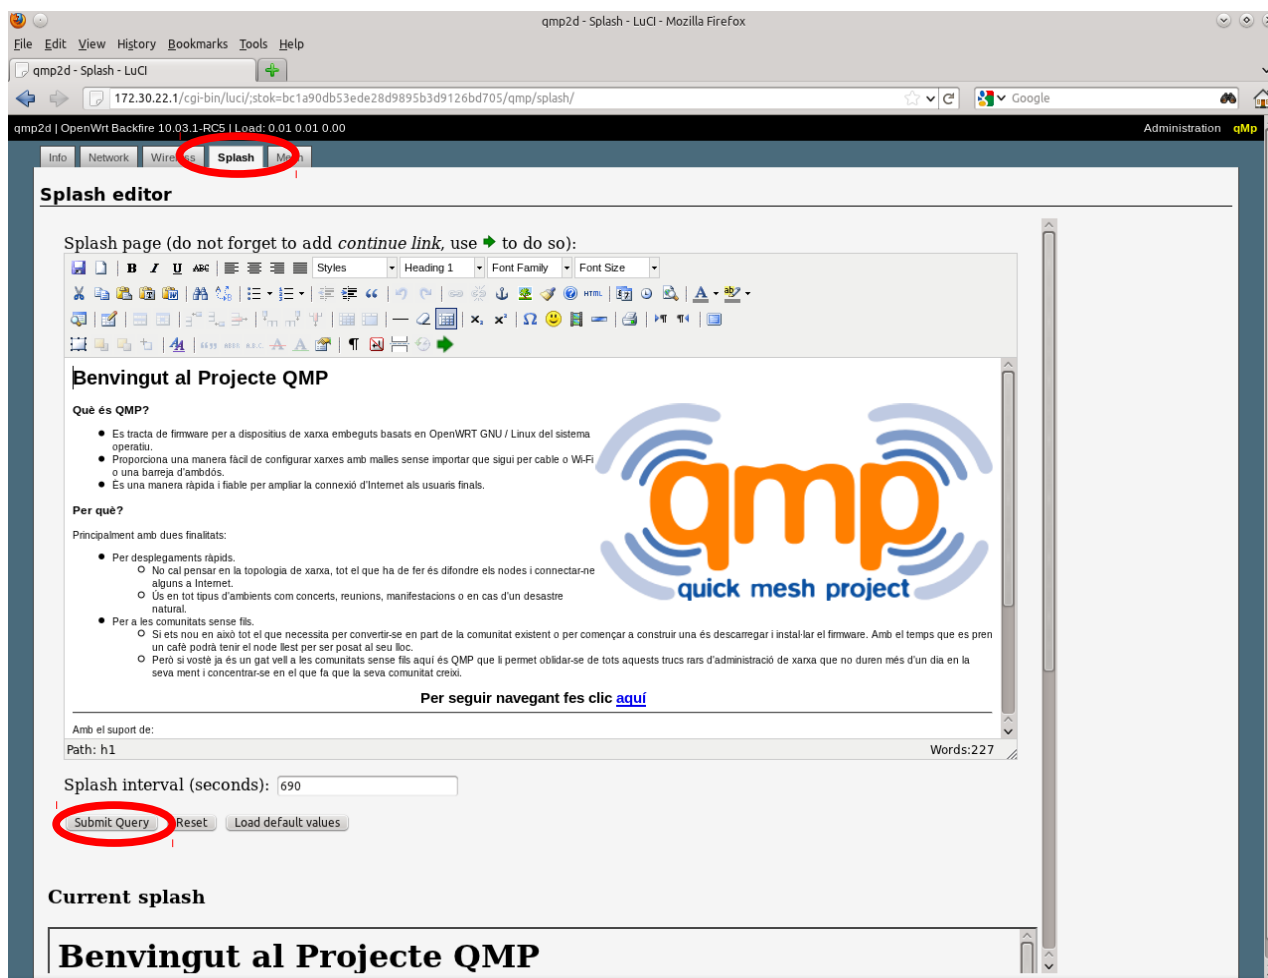 qmp2d - Splash - LuCI - Mozilla Firefox
File Edit View History Bookmarks Tools Help
qmp2d - Splash - LuCI
172.30.22.1/cgi-bin/luci/;stok=bc1a90db53ede28d9895b3d9126bd705/qmp/splash/
Google
qmp2d | OpenWrt Backfire 10.03.1-RC5 | Load: 0.01 0.01 0.00
Administration qMp
Info Network Wireless Splash Mesh
Splash editor
Splash page (do not forget to add continue link, use to do so):
B I U ABC Styles Heading 1 Font Family Font Size
HTML
Benvingut al Projecte QMP
Què és QMP?
Es tracta de firmware per a dispositius de xarxa embeguts basats en OpenWRT GNU / Linux del sistema
operatiu.
Proporciona una manera fàcil de configurar xarxes amb malles sense importar que sigui per cable o Wi-Fi
o una barreja d'ambdós.
És una manera ràpida i fiable per ampliar la connexió d'Internet als usuaris finals.
Per què?
Principalment amb dues finalitats:
Per desplegaments ràpids.
No cal pensar en la topologia de xarxa, tot el que ha de fer és difondre els nodes i connectar-ne
alguns a Internet.
Ús en tot tipus d'ambients com concerts, reunions, manifestacions o en cas d'un desastre
natural.
qmp
quick mesh project
Per a les comunitats sense fils.
Si ets nou en això tot el que necessita per convertir-se en part de la comunitat existent o per començar a construir una és descarregar i instal·lar el firmware. Amb el temps que es pren
un cafè podrà tenir el node llest per ser posat al seu lloc.
Però si vostè ja és un gat vell a les comunitats sense fils aquí és QMP que li permet oblidar-se de tots aquests trucs rars d'administració de xarxa que no duren més d'un dia en la
seva ment i concentrar-se en el que fa que la seva comunitat creixi.
Per seguir navegant fes clic aquí
Amb el suport de:
Path: h1
Words:227
Splash interval (seconds): 690
Submit Query Reset Load default values
Current splash
Benvingut al Projecte QMP